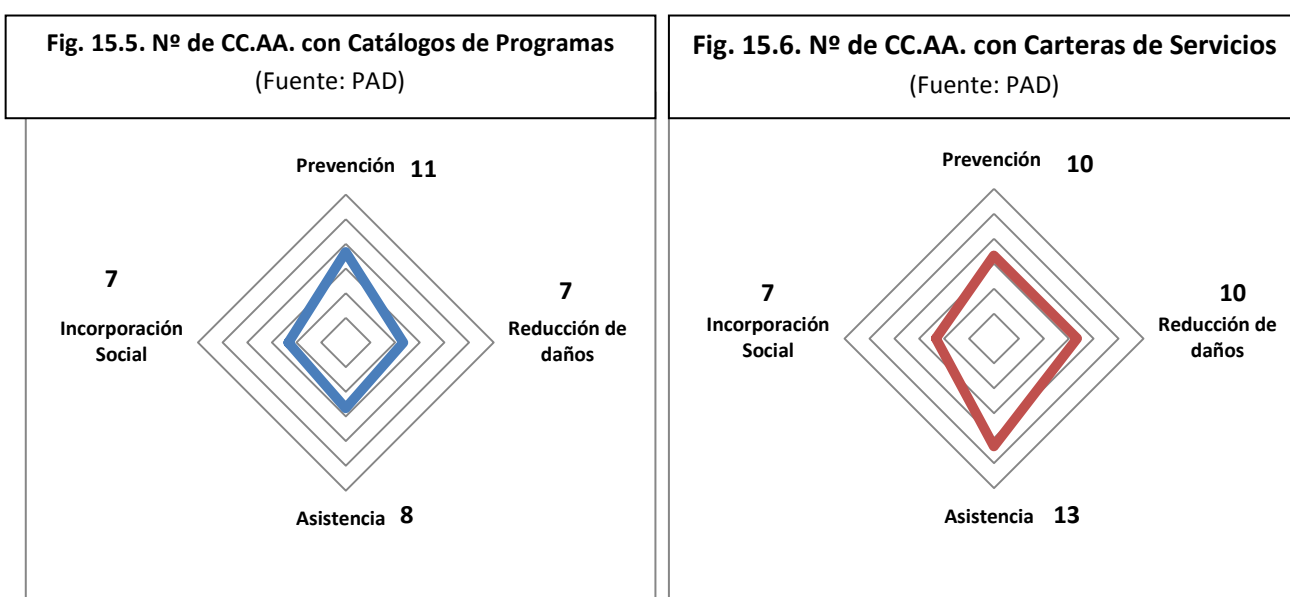 Fig. 15.5. Nº de CC.AA. con Catálogos de Programas
(Fuente: PAD)
Prevención 11
7
Incorporación
Social
7
Reducción de
daños
Asistencia 8
Fig. 15.6. Nº de CC.AA. con Carteras de Servicios
(Fuente: PAD)
Prevención 10
7
Incorporación
Social
10
Reducción de
daños
Asistencia 13